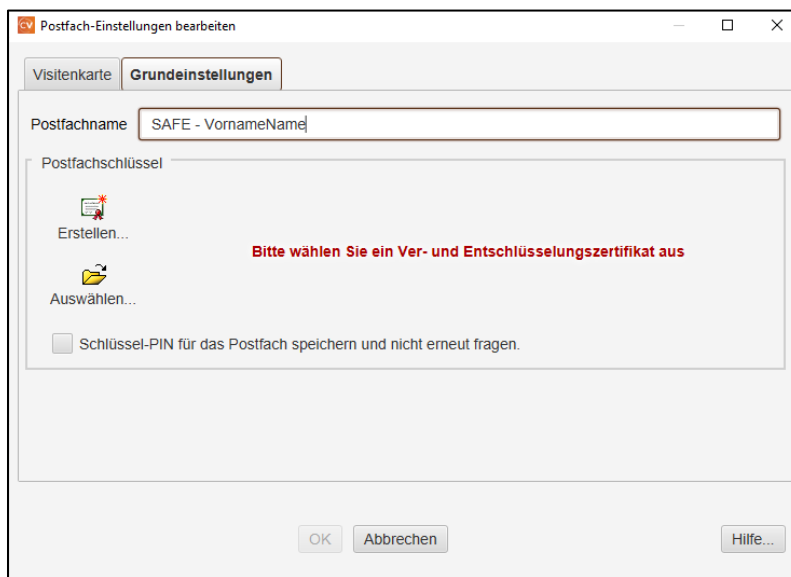 CV Postfach-Einstellungen bearbeiten
Visitenkarte Grundeinstellungen
Postfachname SAFE - VornameName
Postfachschlüssel
Erstellen...
Bitte wählen Sie ein Ver- und Entschlüsselungszertifikat aus
Auswählen...
Schlüssel-PIN für das Postfach speichern und nicht erneut fragen.
OK Abbrechen Hilfe...